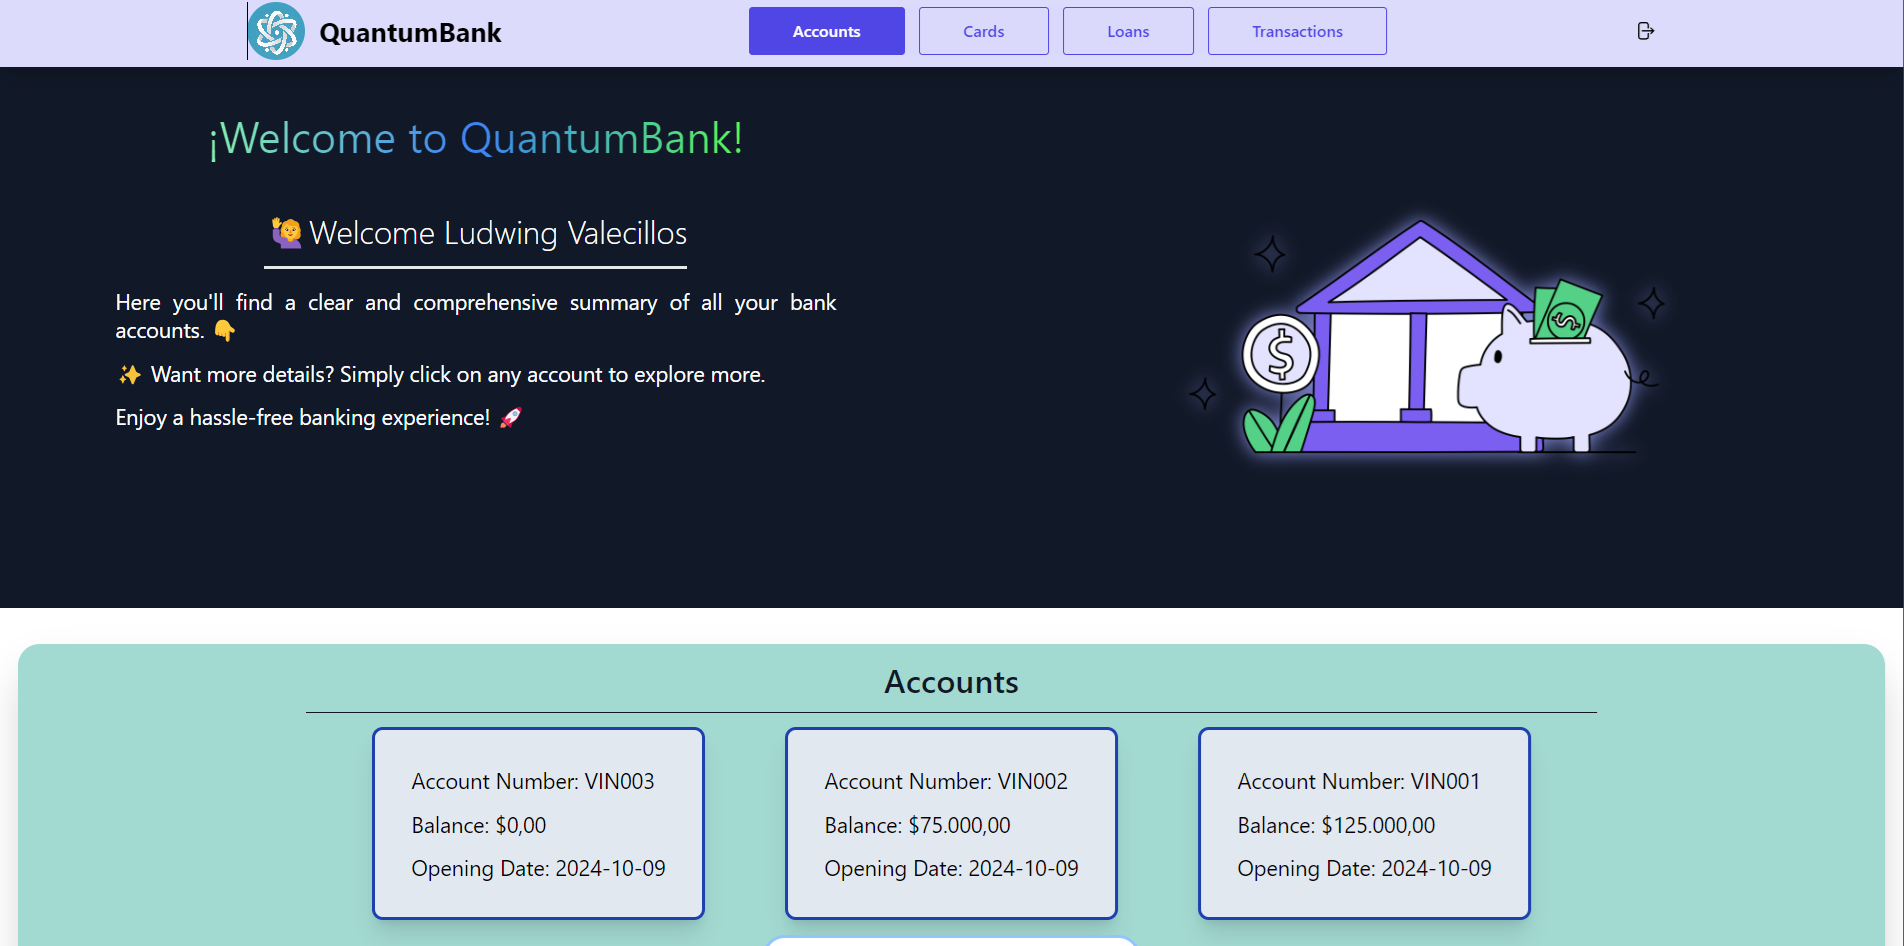 QuantumBank
Accounts
Cards
Loans
Transactions
¡Welcome to QuantumBank!
🙋‍♀️Welcome Ludwing Valecillos
Here you'll find a clear and comprehensive summary of all your bank
accounts. 👇
✨ Want more details? Simply click on any account to explore more.
Enjoy a hassle-free banking experience! 🚀
Accounts
Account Number: VIN003
Balance: $0,00
Opening Date: 2024-10-09
Account Number: VIN002
Balance: $75.000,00
Opening Date: 2024-10-09
Account Number: VIN001
Balance: $125.000,00
Opening Date: 2024-10-09